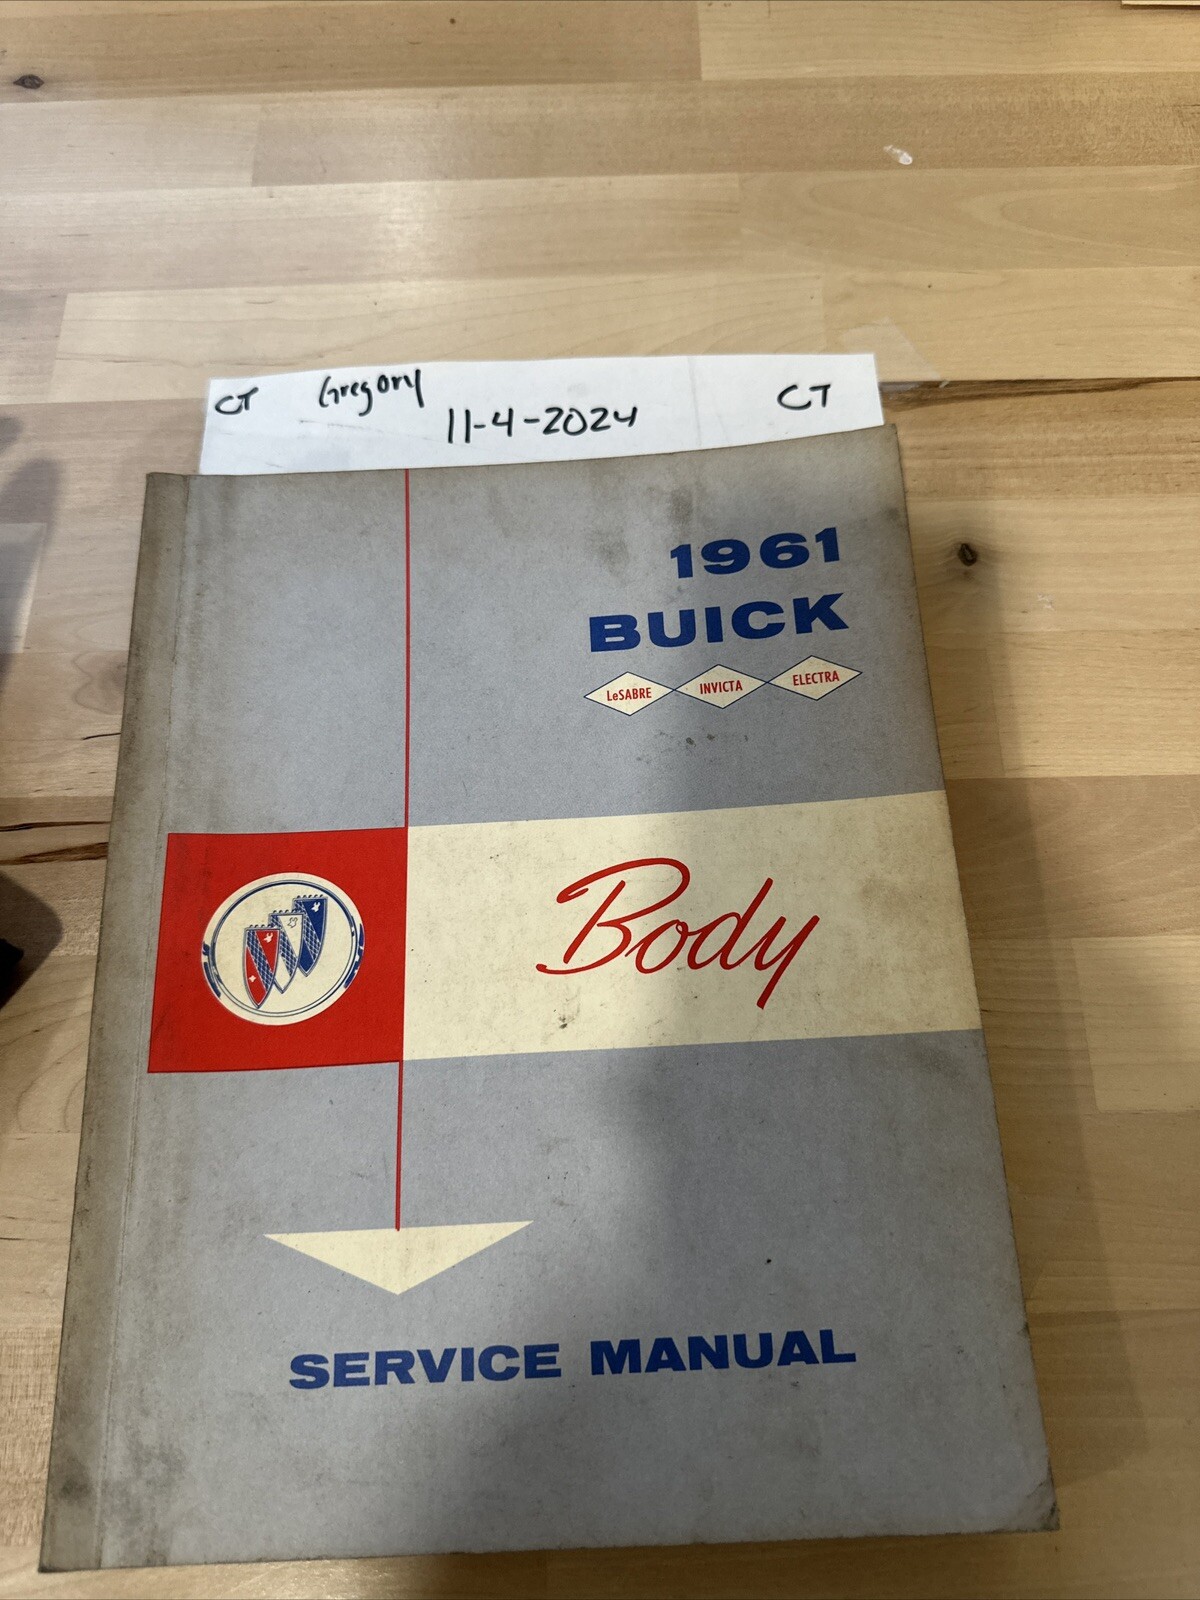 CT Gregory CT
11-4-2024
1961
BUICK
LeSABRE INVICTA ELECTRA
Body
SERVICE MANUAL